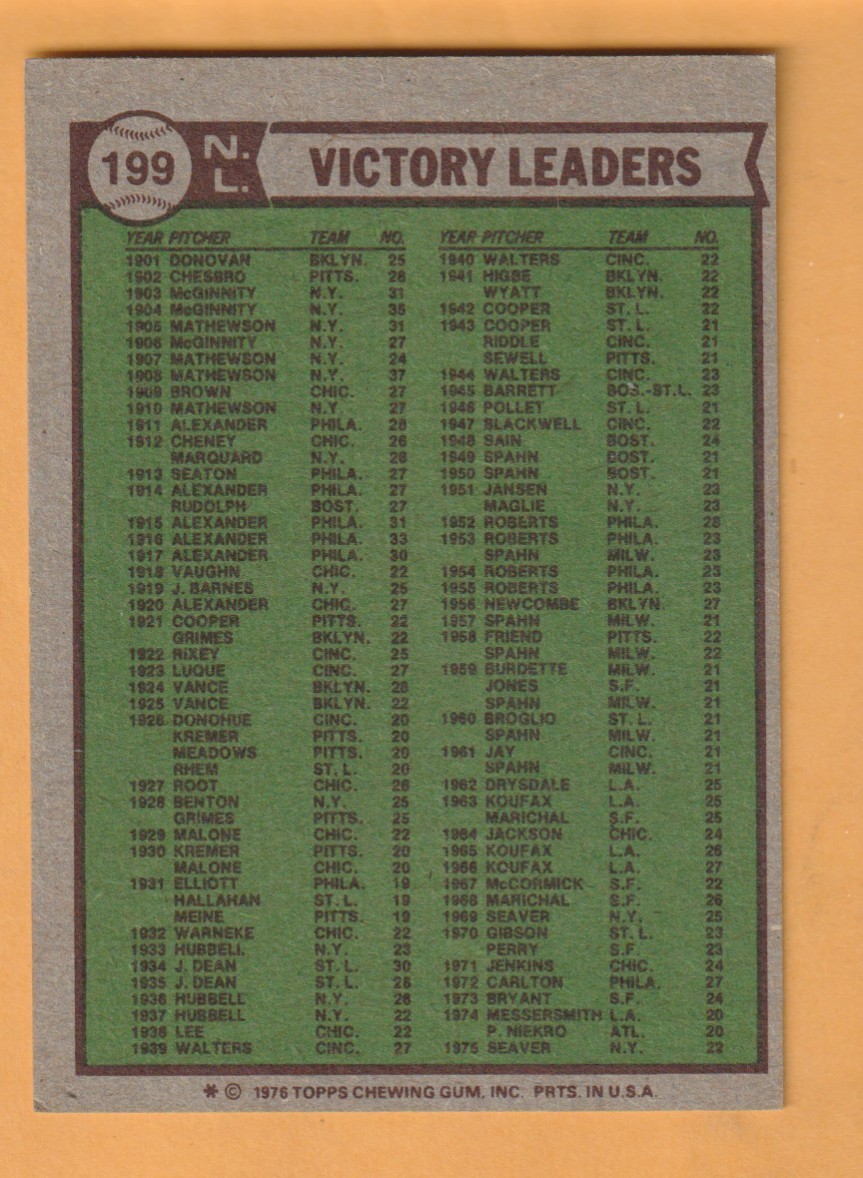 199 N.L. VICTORY LEADERS
YEAR PITCHER TEAM NO.
1901 DONOVAN BKLYN. 25
1902 CHESBRO PITTS. 28
1903 McGINNITY N.Y. 31
1904 McGINNITY N.Y. 35
1905 MATHEWSON N.Y. 31
1906 McGINNITY N.Y. 27
1907 MATHEWSON N.Y. 24
1908 MATHEWSON N.Y. 37
1909 BROWN CHIC. 27
1910 MATHEWSON N.Y. 27
1911 ALEXANDER PHILA. 28
1912 CHENEY CHIC. 26
MARQUARD N.Y. 26
1913 SEATON PHILA. 27
1914 ALEXANDER PHILA. 27
RUDOLPH BOST. 27
1915 ALEXANDER PHILA. 31
1916 ALEXANDER PHILA. 33
1917 ALEXANDER PHILA. 30
1918 VAUGHN CHIC. 22
1919 J. BARNES N.Y. 25
1920 ALEXANDER CHIC. 27
1921 COOPER PITTS. 22
GRIMES BKLYN. 22
1922 RIXEY CINC. 25
1923 LUQUE CINC. 27
1924 VANCE BKLYN. 28
1925 VANCE BKLYN. 22
1926 DONOHUE CINC. 20
KREMER PITTS. 20
MEADOWS PITTS. 20
RHEM ST. L. 20
1927 ROOT CHIC. 26
1928 BENTON N.Y. 25
GRIMES PITTS. 25
1929 MALONE CHIC. 22
1930 KREMER PITTS. 20
MALONE CHIC. 20
1931 ELLIOTT PHILA. 19
HALLAHAN ST. L. 19
MEINE PITTS. 19
1932 WARNEKE CHIC. 22
1933 HUBBELL N.Y. 23
1934 J. DEAN ST. L. 30
1935 J. DEAN ST. L. 28
1936 HUBBELL N.Y. 26
1937 HUBBELL N.Y. 22
1938 LEE CHIC. 22
1939 WALTERS CINC. 27
YEAR PITCHER TEAM NO.
1940 WALTERS CINC. 22
1941 HIGBE BKLYN. 22
WYATT BKLYN. 22
1942 COOPER ST. L. 22
1943 COOPER ST. L. 21
RIDDLE CINC. 21
SEWELL PITTS. 21
1944 WALTERS CINC. 23
1945 BARRETT BOS.-ST.L. 23
1946 POLLET ST. L. 21
1947 BLACKWELL CINC. 22
1948 SAIN BOST. 24
1949 SPAHN BOST. 21
1950 SPAHN BOST. 21
1951 JANSEN N.Y. 23
MAGLIE N.Y. 23
1952 ROBERTS PHILA. 28
1953 ROBERTS PHILA. 23
SPAHN MILW. 23
1954 ROBERTS PHILA. 23
1955 ROBERTS PHILA. 23
1956 NEWCOMBE BKLYN. 27
1957 SPAHN MILW. 21
1958 FRIEND PITTS. 22
SPAHN MILW. 22
1959 BURDETTE MILW. 21
JONES S.F. 21
SPAHN MILW. 21
1960 BROGLIO ST. L. 21
SPAHN MILW. 21
1961 JAY CINC. 21
SPAHN MILW. 21
1962 DRYSDALE L.A. 25
1963 KOUFAX L.A. 25
MARICHAL S.F. 25
1964 JACKSON CHIC. 24
1965 KOUFAX L.A. 26
1966 KOUFAX L.A. 27
1967 McCORMICK S.F. 22
1968 MARICHAL S.F. 26
1969 SEAVER N.Y. 25
1970 GIBSON ST. L. 23
PERRY S.F. 23
1971 JENKINS CHIC. 24
1972 CARLTON PHILA. 27
1973 BRYANT S.F. 24
1974 MESSERSMITH L.A. 20
P. NIEKRO ATL. 20
1975 SEAVER N.Y. 22
* © 1976 TOPPS CHEWING GUM, INC. PRTS. IN U.S.A.